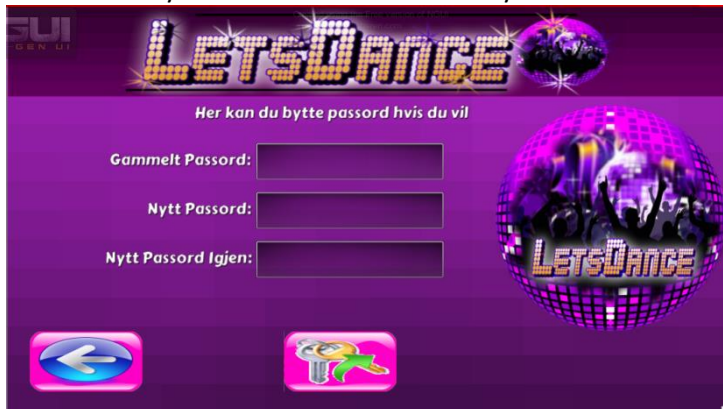 GUI
-GEN UI
LETSDANCE
Her kan du bytte passord hvis du vil
Gammelt Passord:
Nytt Passord:
Nytt Passord Igjen:
LETSDANCE